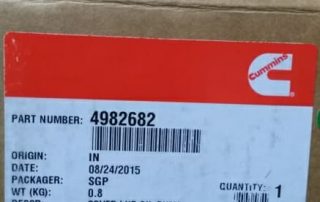 Cummins
PART NUMBER: 4982682
ORIGIN: IN
DATE: 08/24/2015
PACKAGER: SGP
QUANTITY: 1
WT (KG): 0.8